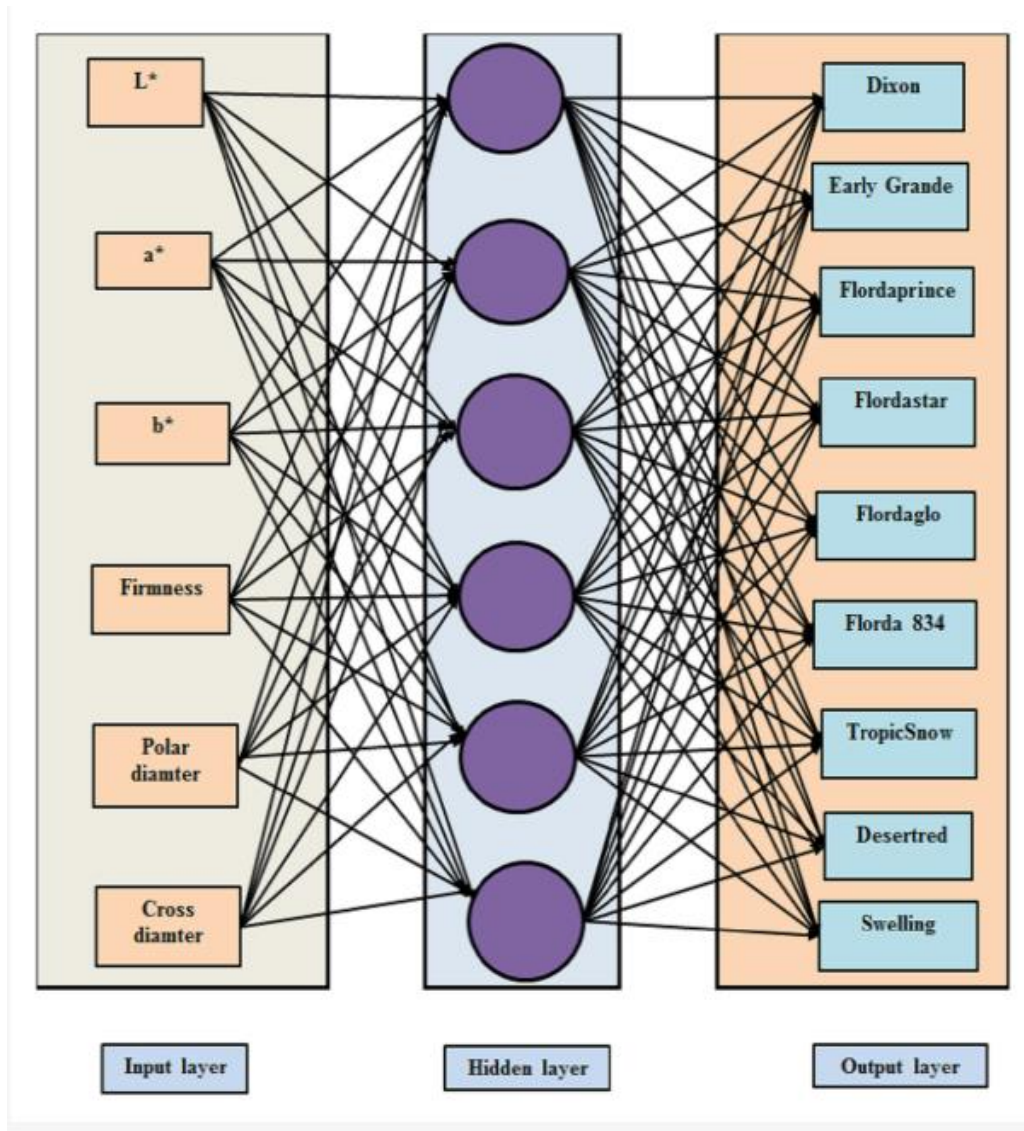 L*
a*
b*
Firmness
Polar
diamter
Cross
diamter
Dixon
Early Grande
Flordaprince
Flordastar
Flordaglo
Florda 834
TropicSnow
Desertred
Swelling
Input layer
Hidden layer
Output layer